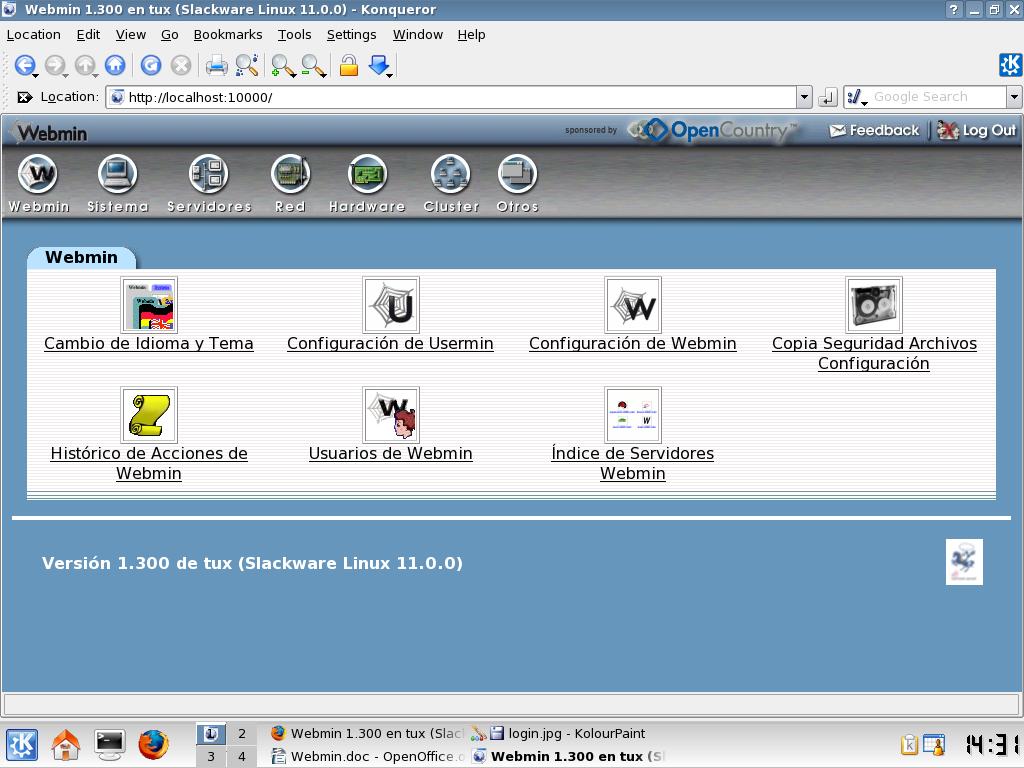 Webmin 1.300 en tux (Slackware Linux 11.0.0) - Konqueror
Location Edit View Go Bookmarks Tools Settings Window Help
Location: http://localhost:10000/ Google Search
Webmin sponsored by OpenCountry™ Feedback Log Out
Webmin Sistema Servidores Red Hardware Cluster Otros
Webmin
Cambio de Idioma y Tema
Configuración de Usermin
Configuración de Webmin
Copia Seguridad Archivos
Configuración
Histórico de Acciones de
Webmin
Usuarios de Webmin
Índice de Servidores
Webmin
Versión 1.300 de tux (Slackware Linux 11.0.0)
1 2 Webmin 1.300 en tux (Slac login.jpg - KolourPaint
3 4 Webmin.doc - OpenOffice.o Webmin 1.300 en tux (Sl
14:31